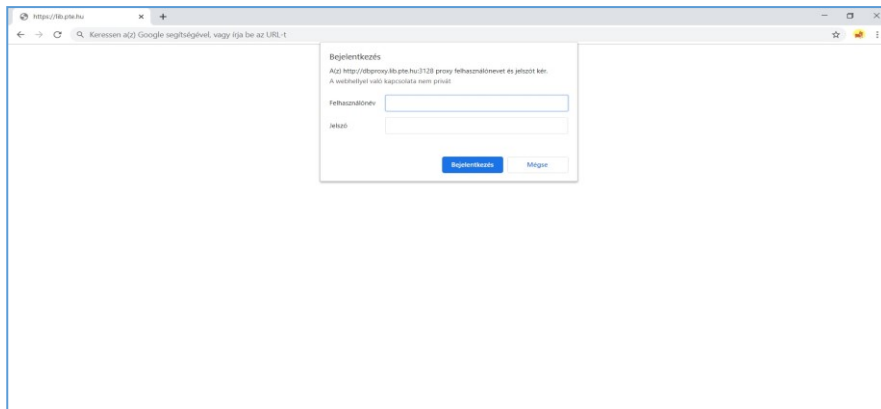 https://lib.pte.hu
Keressen a(z) Google segítségével, vagy írja be az URL-t
Bejelentkezés
A(z) http://dbproxy.lib.pte.hu:3128 proxy felhasználónevet és jelszót kér.
A webhellyel való kapcsolata nem privát
Felhasználónév
Jelszó
Bejelentkezés
Mégse